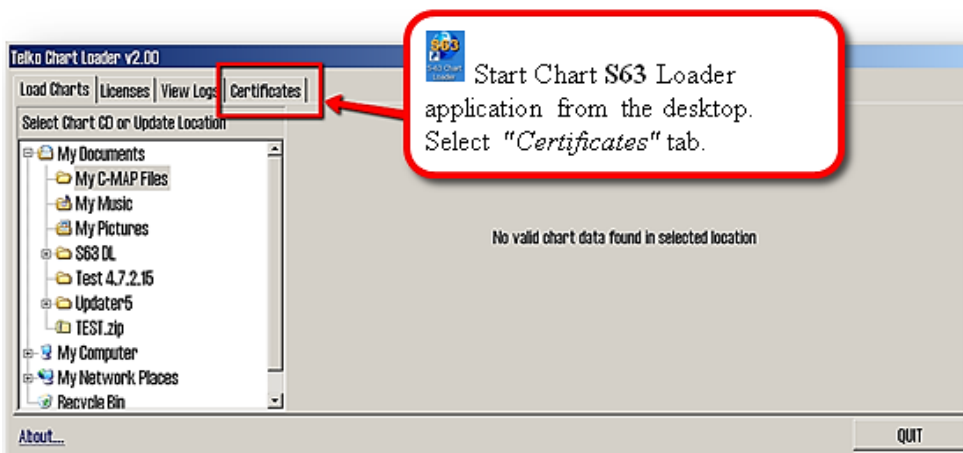 Telko Chart Loader v2.00
Load Charts Licenses View Logs Certificates
Select Chart CD or Update Location
My Documents
My C-MAP Files
My Music
My Pictures
S63 DL
Test 4.7.2.15
Updater5
TEST.zip
My Computer
My Network Places
Recycle Bin
S63
S-63 Chart
Loader
Start Chart S63 Loader
application from the desktop.
Select "Certificates" tab.
No valid chart data found in selected location
About...
QUIT